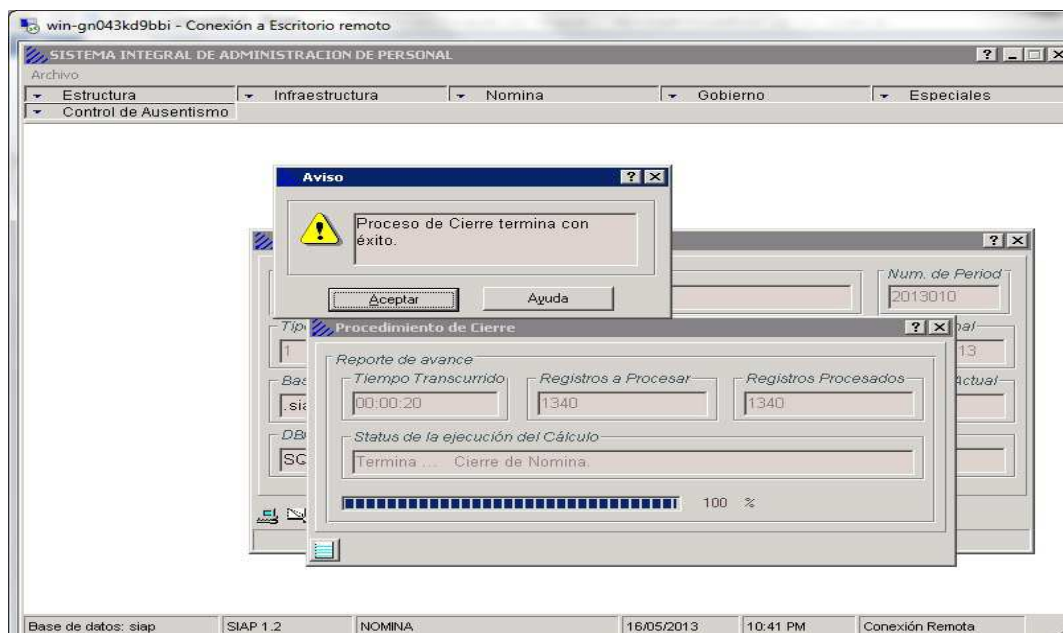 win-gn043kd9bbi - Conexión a Escritorio remoto
SISTEMA INTEGRAL DE ADMINISTRACION DE PERSONAL
Archivo
Estructura Infraestructura Nomina Gobierno Especiales
Control de Ausentismo
Aviso
Proceso de Cierre termina con
éxito.
Aceptar Ayuda
Num. de Period
2013010
Procedimiento de Cierre
Reporte de avance
Tiempo Transcurrido Registros a Procesar Registros Procesados
00:00:20 1340 1340
Status de la ejecución del Cálculo
Termina ... Cierre de Nomina.
100 %
1
13
Actual
.sia
Base de datos: siap SIAP 1.2 NOMINA 16/05/2013 10:41 PM Conexión Remota